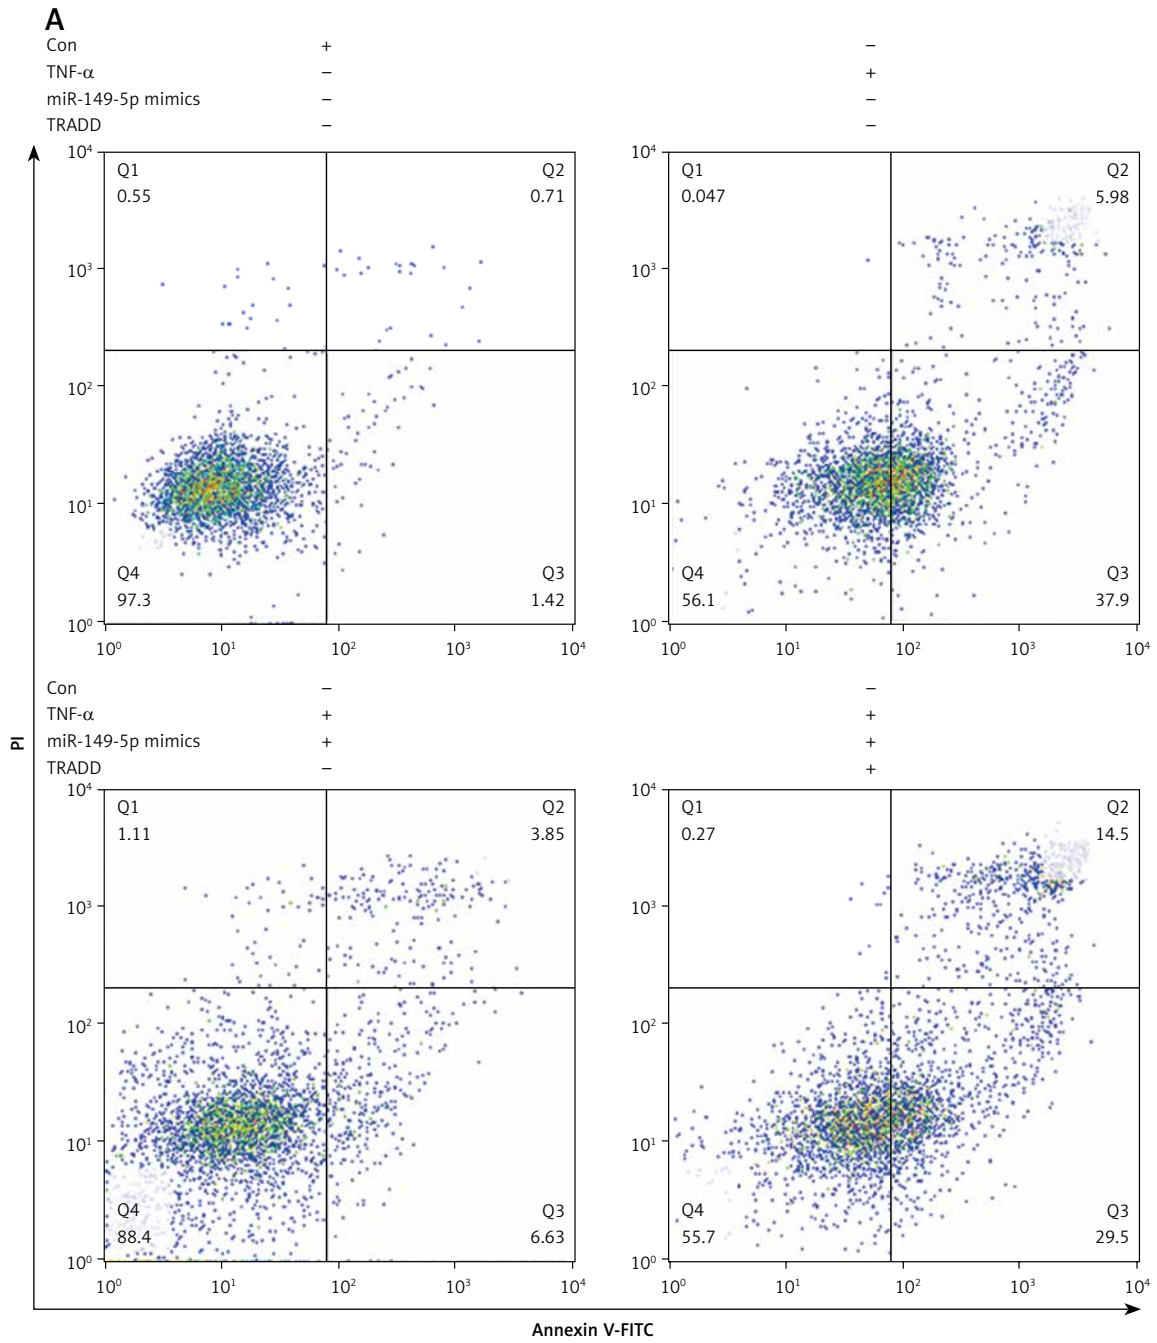 A
Con + −
TNF-α − +
miR-149-5p mimics − −
TRADD − −
10⁴ 10⁴
Q1 Q2 Q1 Q2
0.55 0.71 0.047 5.98
10³ 10³
10² 10²
10¹ 10¹
Q4 Q3 Q4 Q3
97.3 1.42 56.1 37.9
10⁰ 10⁰
10⁰ 10¹ 10² 10³ 10⁴ 10⁰ 10¹ 10² 10³ 10⁴
Con − −
TNF-α + +
miR-149-5p mimics + +
TRADD − +
PI
10⁴ 10⁴
Q1 Q2 Q1 Q2
1.11 3.85 0.27 14.5
10³ 10³
10² 10²
10¹ 10¹
Q4 Q3 Q4 Q3
88.4 6.63 55.7 29.5
10⁰ 10⁰
10⁰ 10¹ 10² 10³ 10⁴ 10⁰ 10¹ 10² 10³ 10⁴
Annexin V-FITC